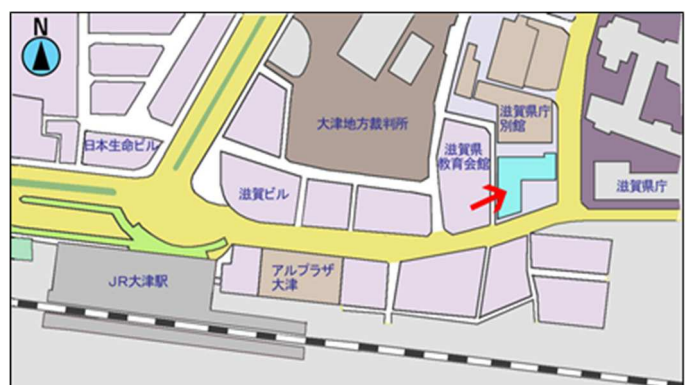 N
大津地方裁判所
滋賀県庁
別館
日本生命ビル
滋賀県
教育会館
滋賀ビル
滋賀県庁
JR大津駅
アルプラザ
大津